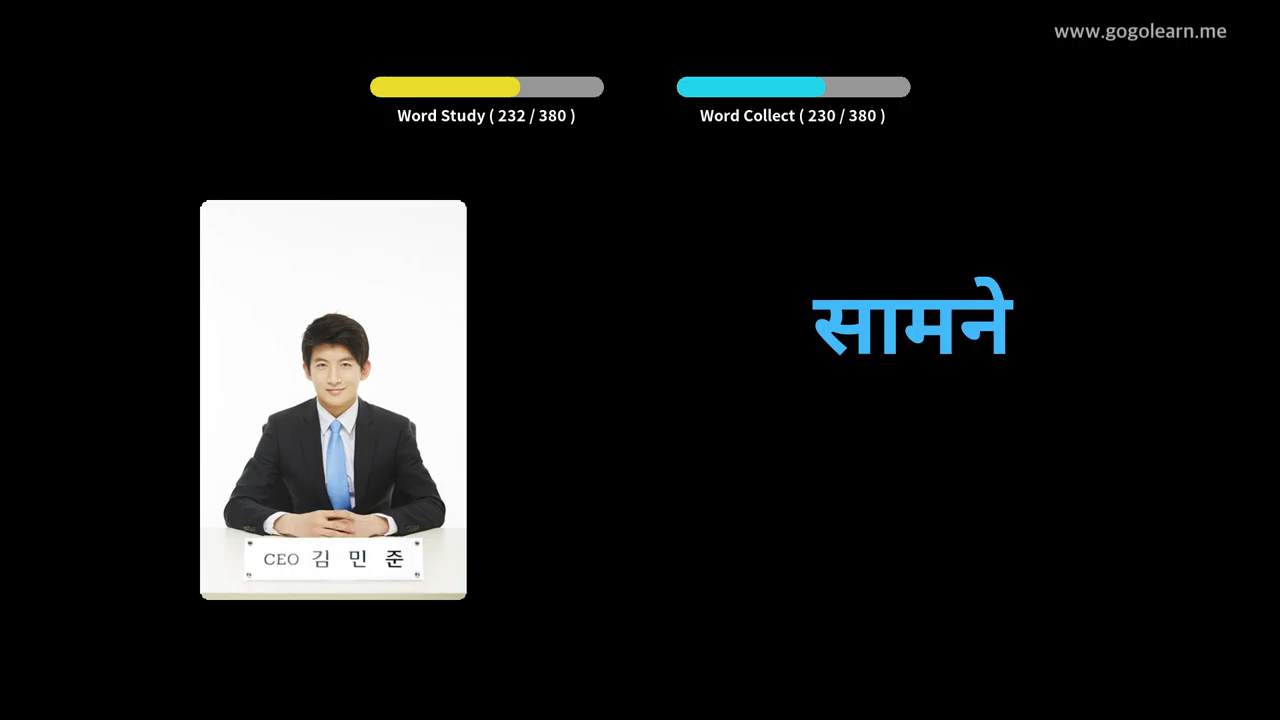 www.gogolearn.me
Word Study ( 232 / 380 )
Word Collect ( 230 / 380 )
सामने
CEO 김 민 준